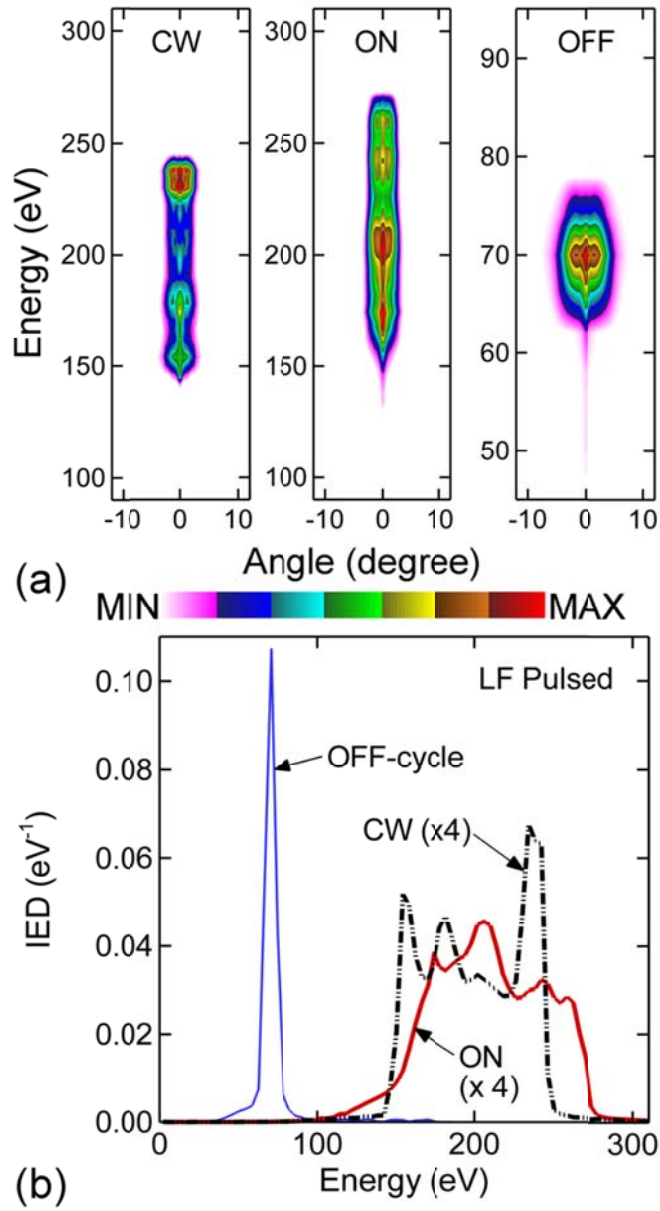 CW
ON
OFF
300
250
200
150
100
300
250
200
150
100
90
80
70
60
50
Energy (eV)
-10 0 10
-10 0 10
-10 0 10
Angle (degree)
(a)
MIN
MAX
LF Pulsed
OFF-cycle
CW (x4)
ON
(x 4)
0.10
0.08
0.06
0.04
0.02
0.00
IED (eV-1)
0 100 200 300
Energy (eV)
(b)